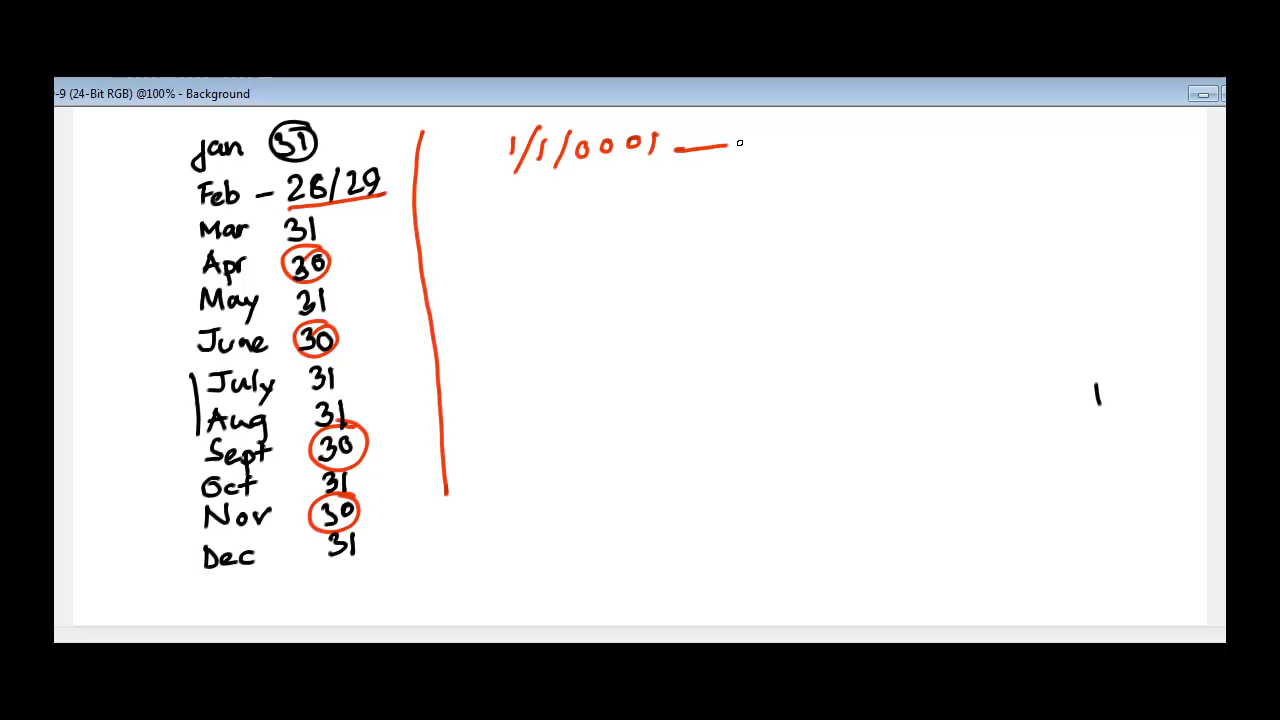 -9 (24-Bit RGB) @100% - Background
Jan 31
Feb - 28/29
Mar 31
Apr 30
May 31
June 30
July 31
Aug 31
Sept 30
Oct 31
Nov 30
Dec 31
1/1/0001 —
1